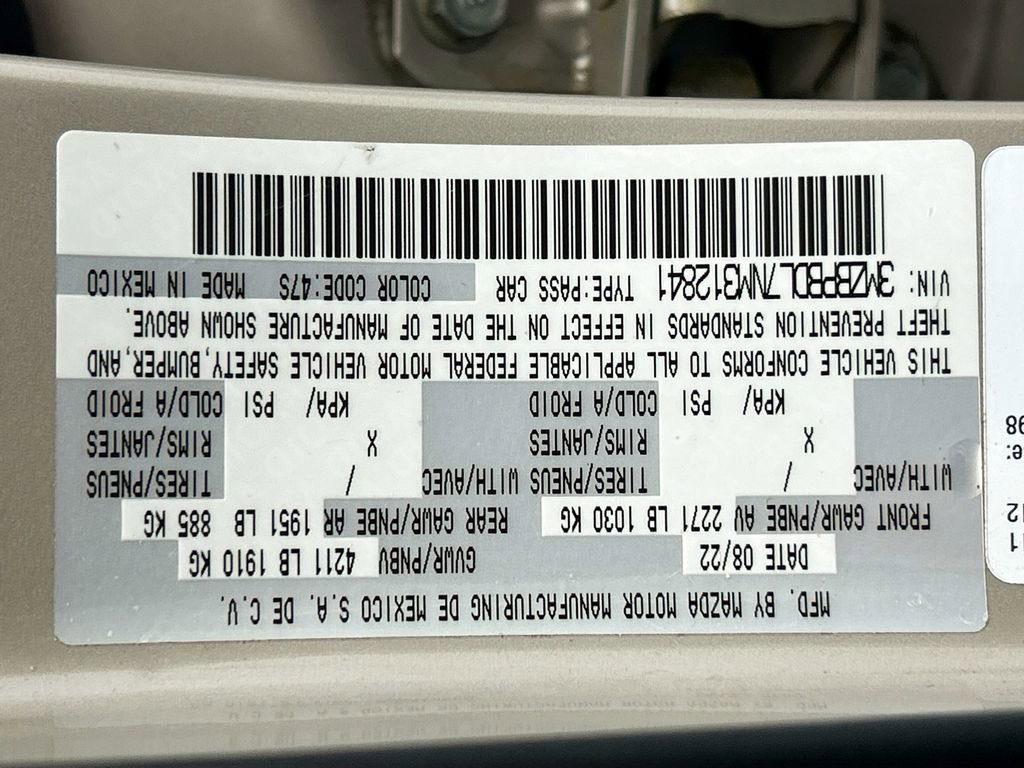 MFD. BY MAZDA MOTOR MANUFACTURING DE MEXICO S.A. DE C.V.
DATE 08/22 GVWR/PNBV 4211 LB 1910 KG
FRONT GAWR/PNBE AV 2271 LB 1030 KG REAR GAWR/PNBE AR 1951 LB 885 KG
WITH/AVEC / TIRES/PNEUS WITH/AVEC / TIRES/PNEUS
X RIMS/JANTES X RIMS/JANTES
KPA/ PSI COLD/A FROID KPA/ PSI COLD/A FROID
THIS VEHICLE CONFORMS TO ALL APPLICABLE FEDERAL MOTOR VEHICLE SAFETY,BUMPER,AND
THEFT PREVENTION STANDARDS IN EFFECT ON THE DATE OF MANUFACTURE SHOWN ABOVE.
VIN: 3MZBPBDL7NM312841 TYPE:PASS CAR COLOR CODE:47S MADE IN MEXICO